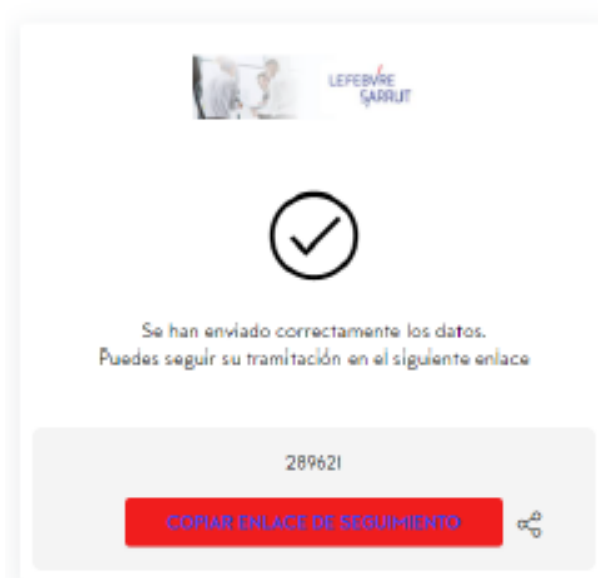 LEFEBVRE
SARRUT
Se han enviado correctamente los datos.
Puedes seguir su tramitación en el siguiente enlace
289621
COPIAR ENLACE DE SEGUIMIENTO